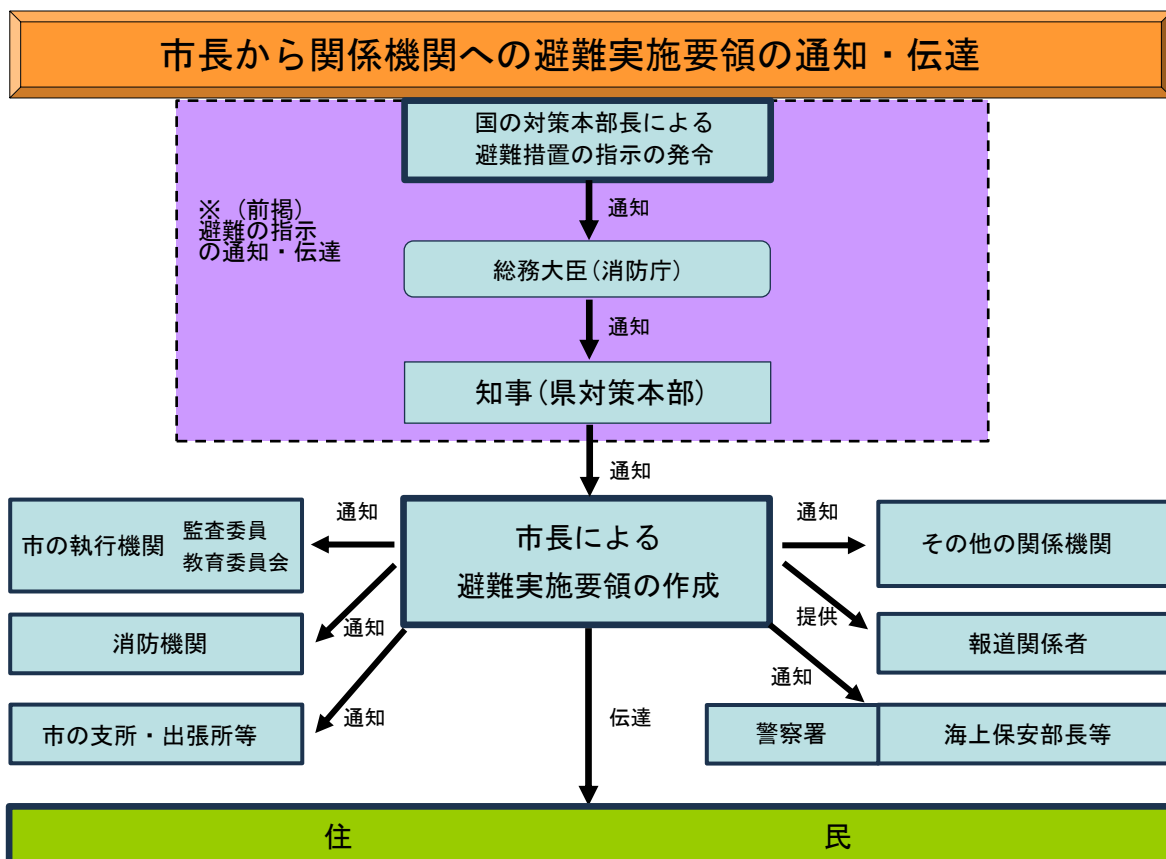 市長から関係機関への避難実施要領の通知・伝達
国の対策本部長による
避難措置の指示の発令
※（前掲）
避難の指示
の通知・伝達
通知
総務大臣（消防庁）
通知
知事（県対策本部）
通知
市の執行機関
監査委員
教育委員会
通知
市長による
避難実施要領の作成
通知
その他の関係機関
消防機関
通知
提供
報道関係者
市の支所・出張所等
通知
伝達
通知
警察署
海上保安部長等
住民